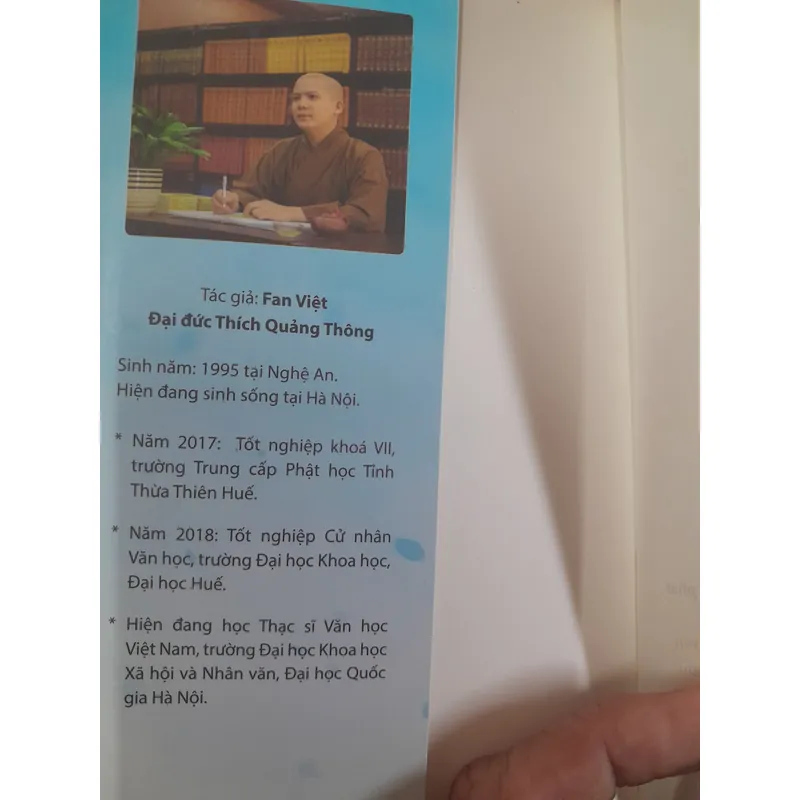 Tác giả: Fan Việt
Đại đức Thích Quảng Thông
Sinh năm: 1995 tại Nghệ An.
Hiện đang sinh sống tại Hà Nội.
* Năm 2017: Tốt nghiệp khoá VII,
trường Trung cấp Phật học Tỉnh
Thừa Thiên Huế.
* Năm 2018: Tốt nghiệp Cử nhân
Văn học, trường Đại học Khoa học,
Đại học Huế.
* Hiện đang học Thạc sĩ Văn học
Việt Nam, trường Đại học Khoa học
Xã hội và Nhân văn, Đại học Quốc
gia Hà Nội.